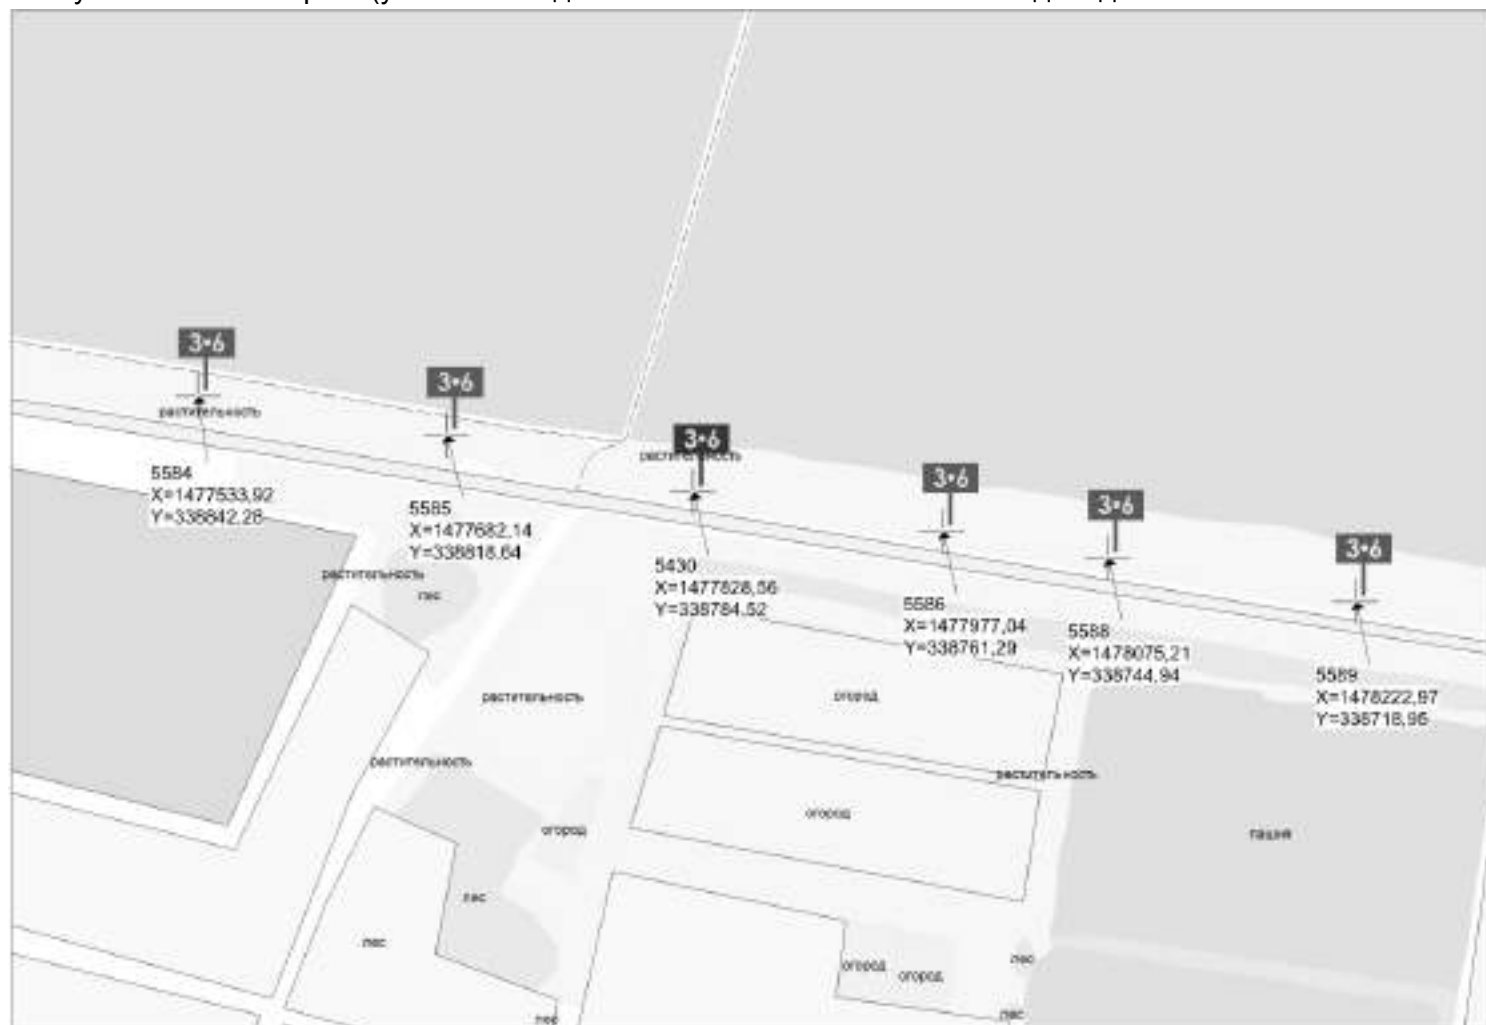 3•6
3•6
3•6
3•6
3•6
3•6
растительность
растительность
5584
X=1477533,92
Y=338842,28
5585
X=1477682,14
Y=338818,64
5430
X=1477828,56
Y=338784,52
5586
X=1477977,04
Y=338761,29
5588
X=1478075,21
Y=338744,94
5589
X=1478222,97
Y=338718,95
растительность
лес
растительность
огород
растительность
растительность
огород
огород
пашня
лес
лес
огород
огород
лес
лес
лес